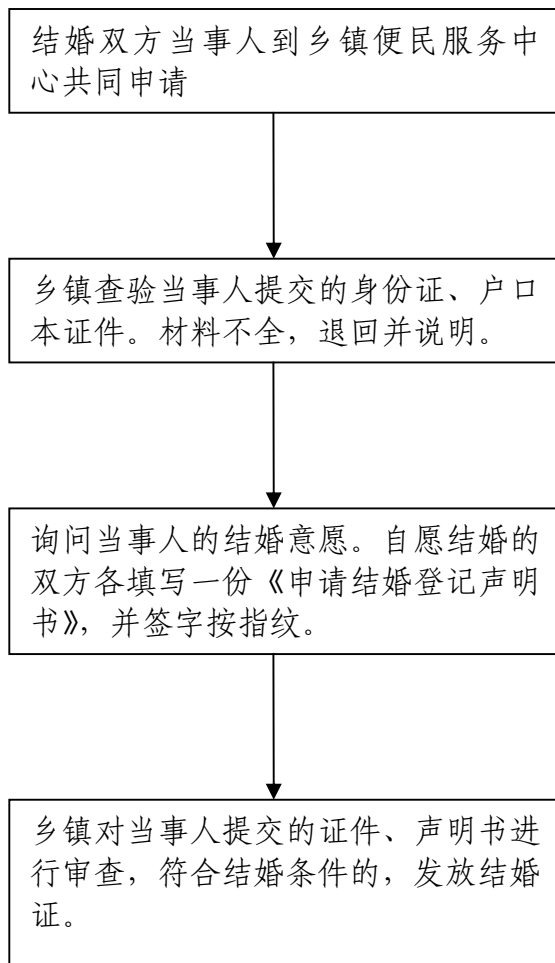 结婚双方当事人到乡镇便民服务中
心共同申请
乡镇查验当事人提交的身份证、户口
本证件。材料不全，退回并说明。
询问当事人的结婚意愿。自愿结婚的
双方各填写一份《申请结婚登记声明
书》，并签字按指纹。
乡镇对当事人提交的证件、声明书进
行审查，符合结婚条件的，发放结婚
证。